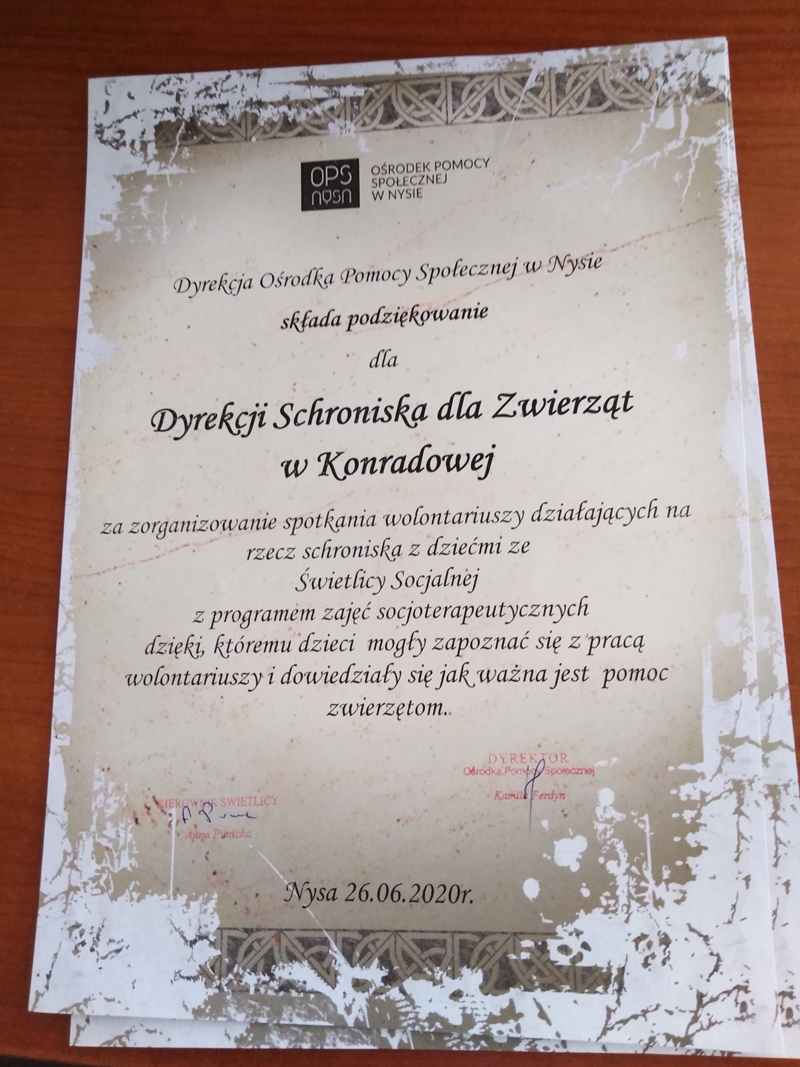 OPS
nysa
OŚRODEK POMOCY
SPOŁECZNEJ
W NYSIE
Dyrekcja Ośrodka Pomocy Społecznej w Nysie
składa podziękowanie
dla
Dyrekcji Schroniska dla Zwierząt
w Konradowej
za zorganizowanie spotkania wolontariuszy działających na
rzecz schroniska z dziećmi ze
Świetlicy Socjalnej
z programem zajęć socjoterapeutycznych
dzięki, któremu dzieci mogły zapoznać się z pracą
wolontariuszy i dowiedziały się jak ważna jest pomoc
zwierzętom.
KIEROWNIK ŚWIETLICY
Anna
DYREKTOR
Ośrodka Pomocy Społecznej
Kamila Ferdyn
Nysa 26.06.2020r.